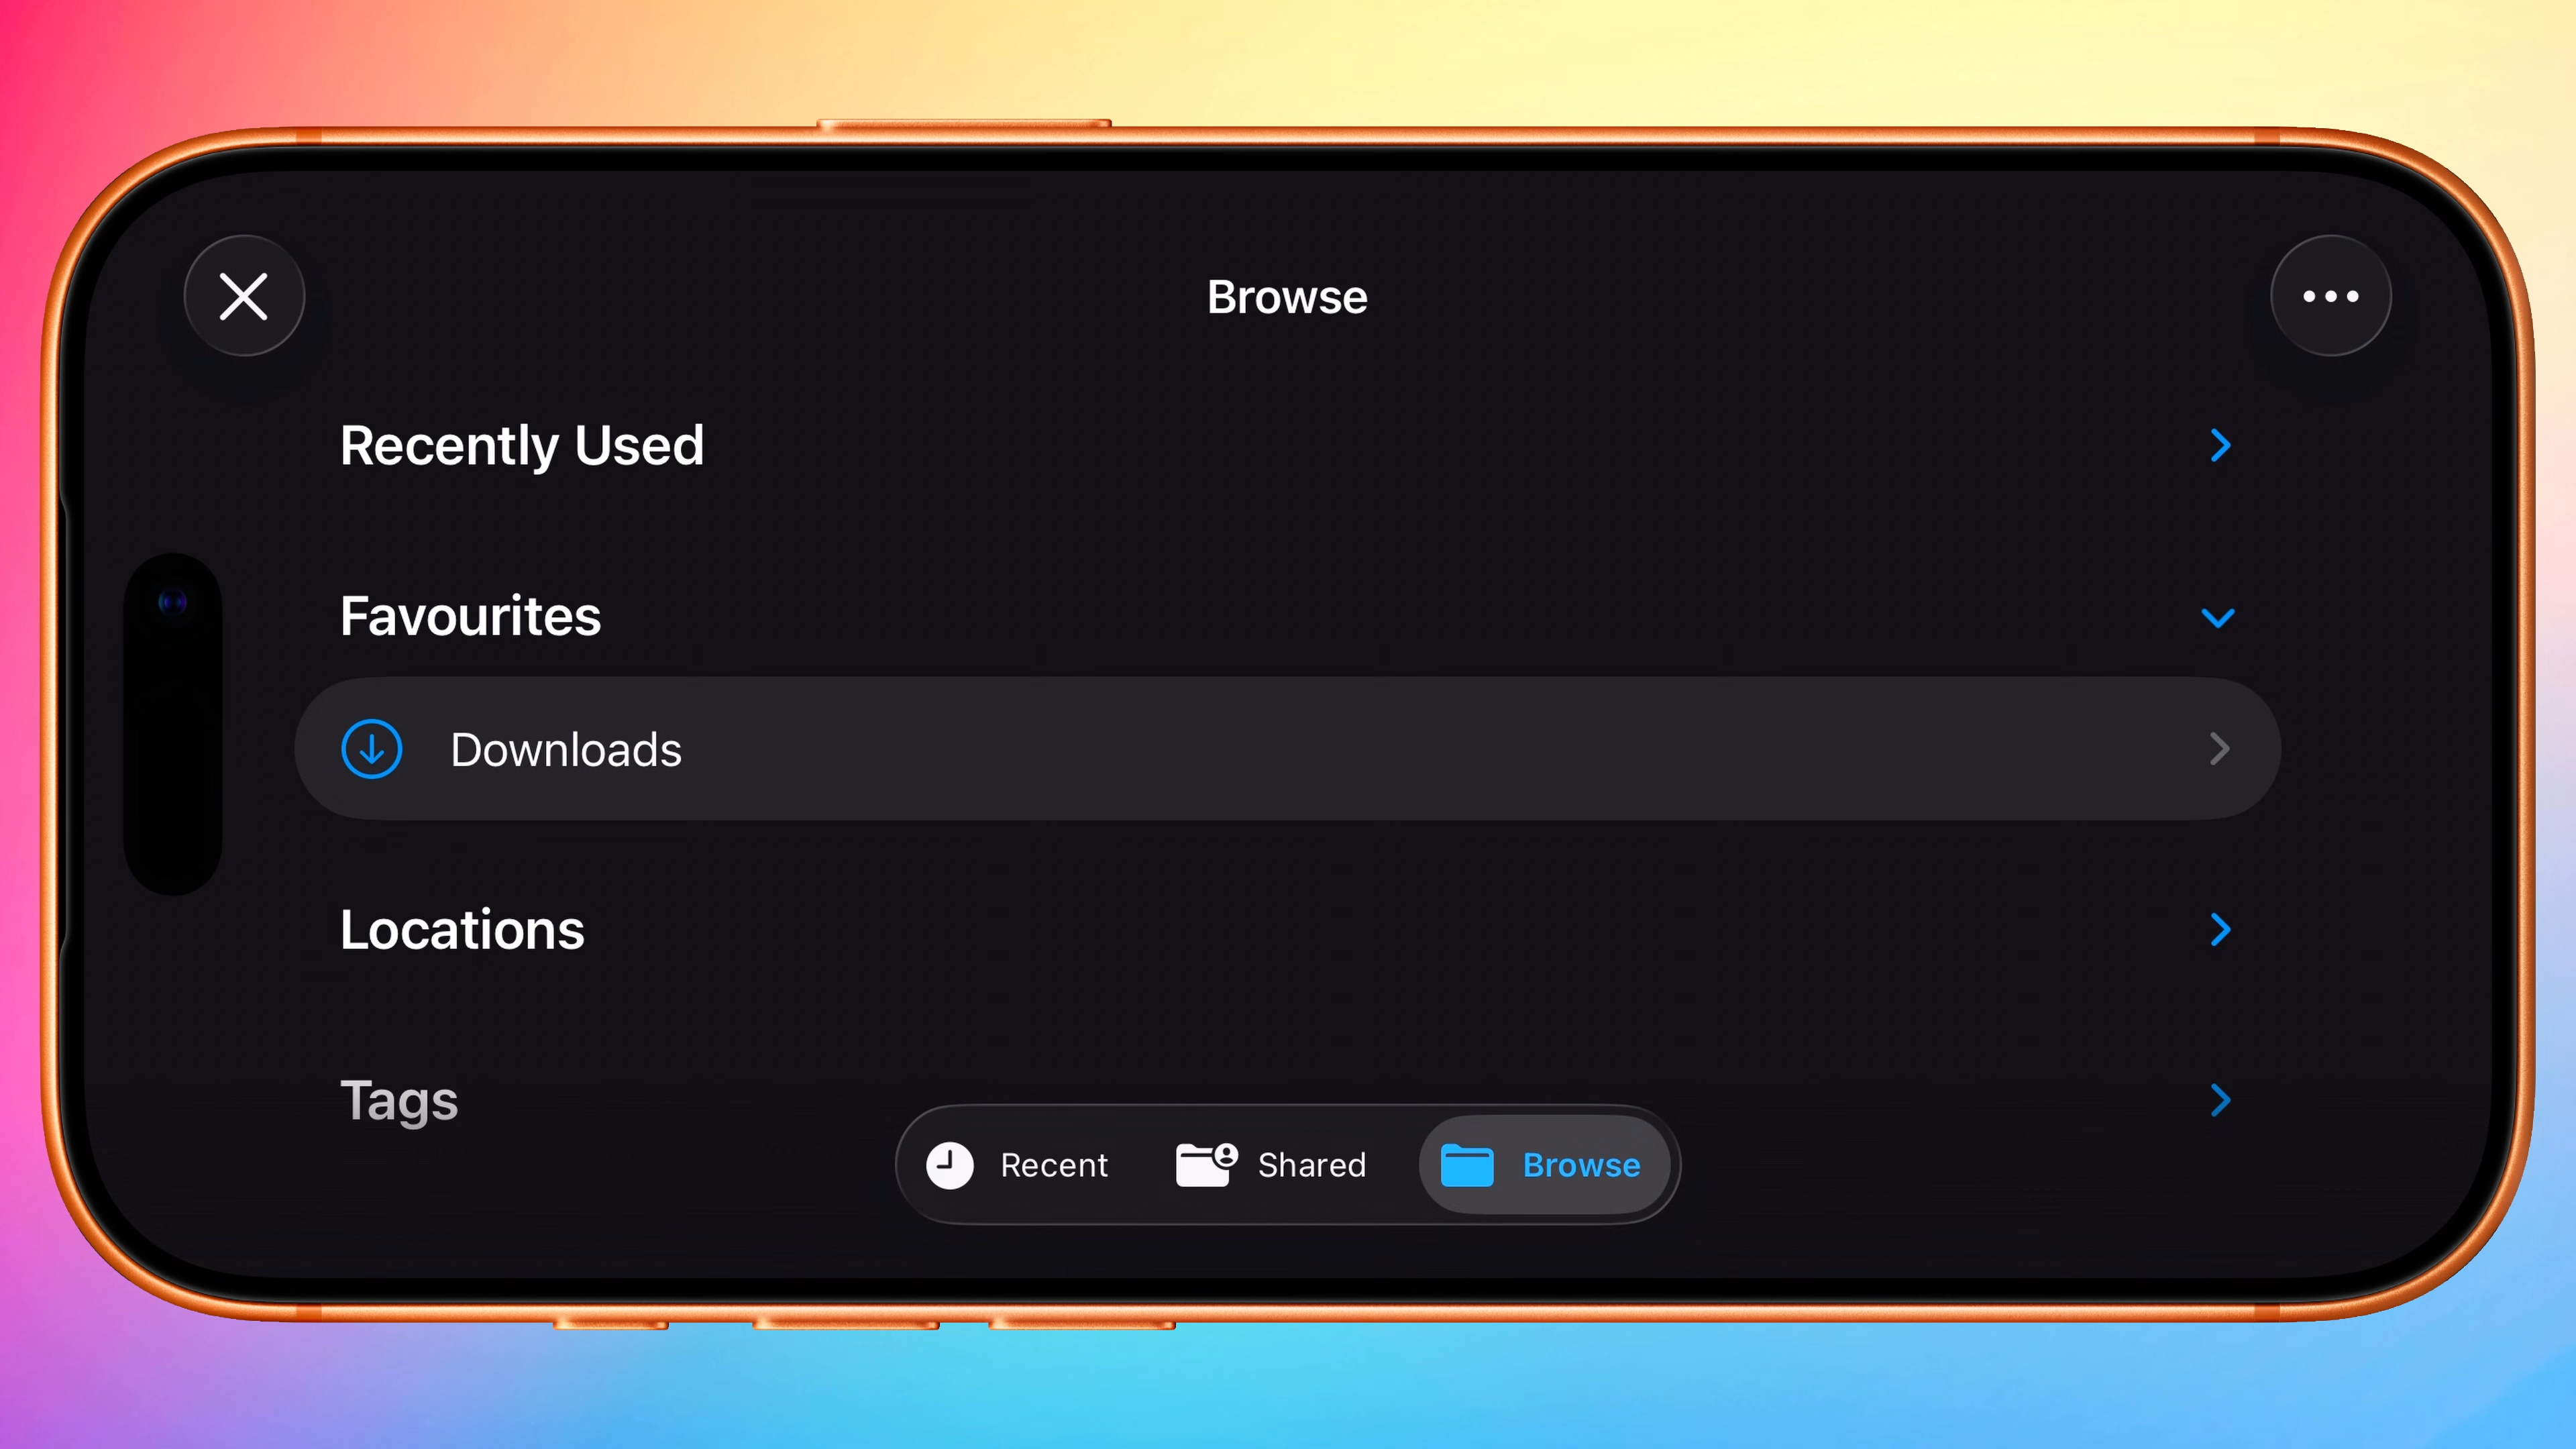 Browse
Recently Used
Favourites
Downloads
Locations
Tags
Recent
Shared
Browse